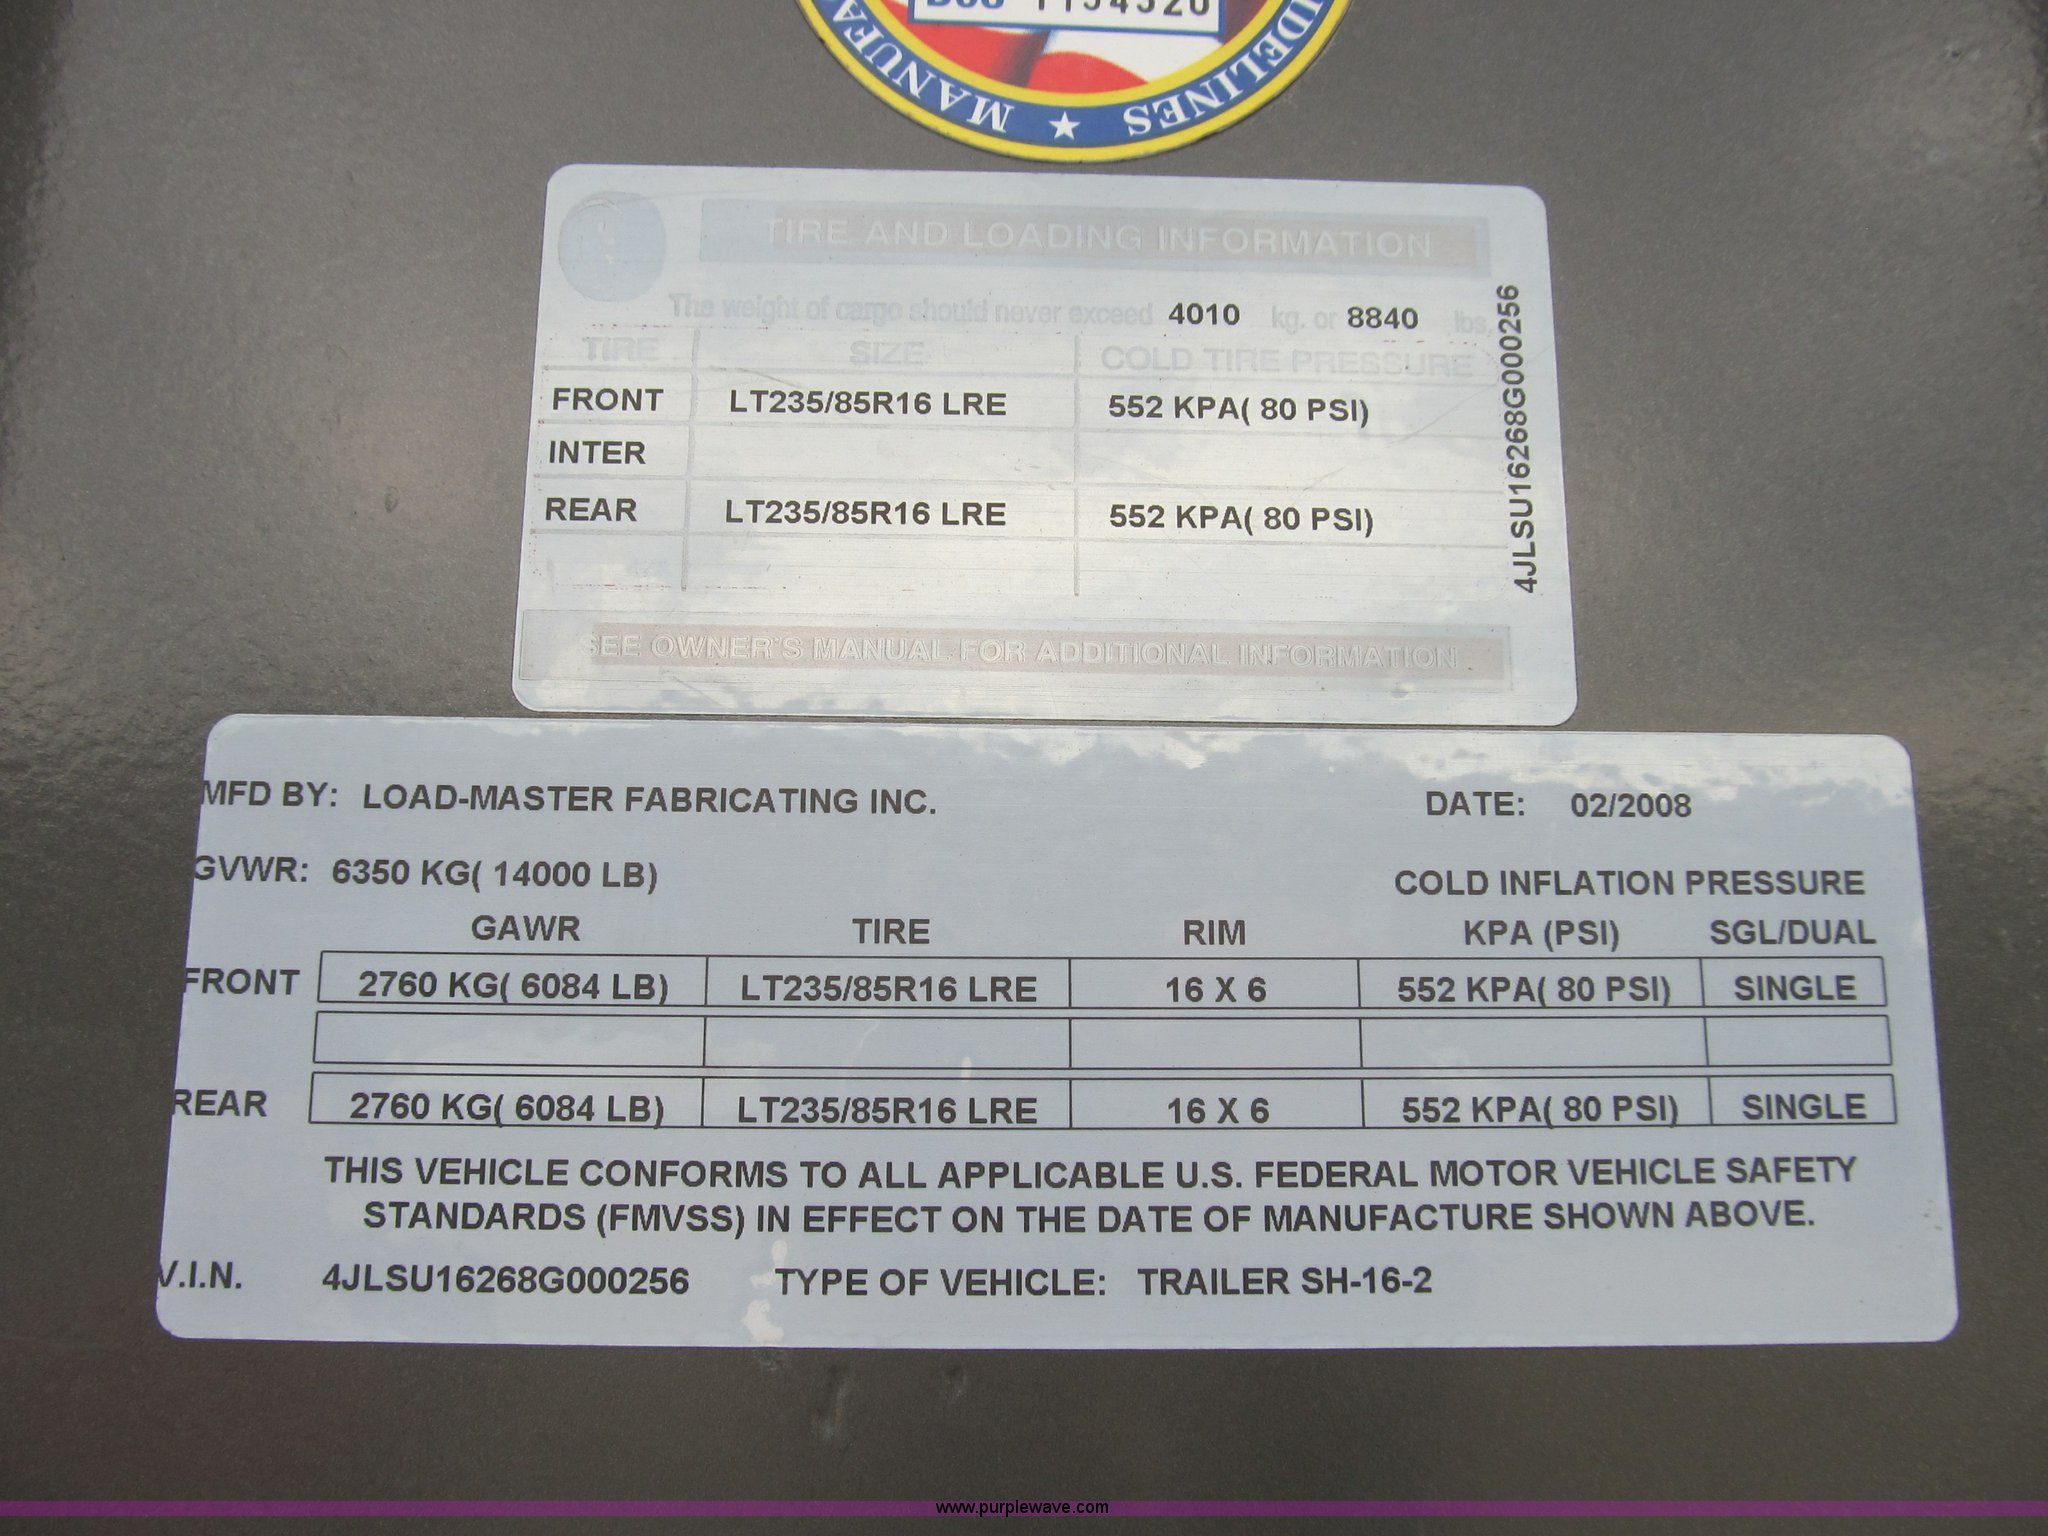 MANUFA
IDELINES
TIRE AND LOADING INFORMATION
The weight of cargo should never exceed 4010 kg. or 8840 lbs.
TIRE SIZE COLD TIRE PRESSURE
FRONT LT235/85R16 LRE 552 KPA( 80 PSI)
INTER
REAR LT235/85R16 LRE 552 KPA( 80 PSI)
4JLSU16268G000256
SEE OWNER'S MANUAL FOR ADDITIONAL INFORMATION
MFD BY: LOAD-MASTER FABRICATING INC. DATE: 02/2008
GVWR: 6350 KG( 14000 LB) COLD INFLATION PRESSURE
GAWR TIRE RIM KPA (PSI) SGL/DUAL
FRONT 2760 KG( 6084 LB) LT235/85R16 LRE 16 X 6 552 KPA( 80 PSI) SINGLE
REAR 2760 KG( 6084 LB) LT235/85R16 LRE 16 X 6 552 KPA( 80 PSI) SINGLE
THIS VEHICLE CONFORMS TO ALL APPLICABLE U.S. FEDERAL MOTOR VEHICLE SAFETY
STANDARDS (FMVSS) IN EFFECT ON THE DATE OF MANUFACTURE SHOWN ABOVE.
V.I.N. 4JLSU16268G000256 TYPE OF VEHICLE: TRAILER SH-16-2
www.purplewave.com